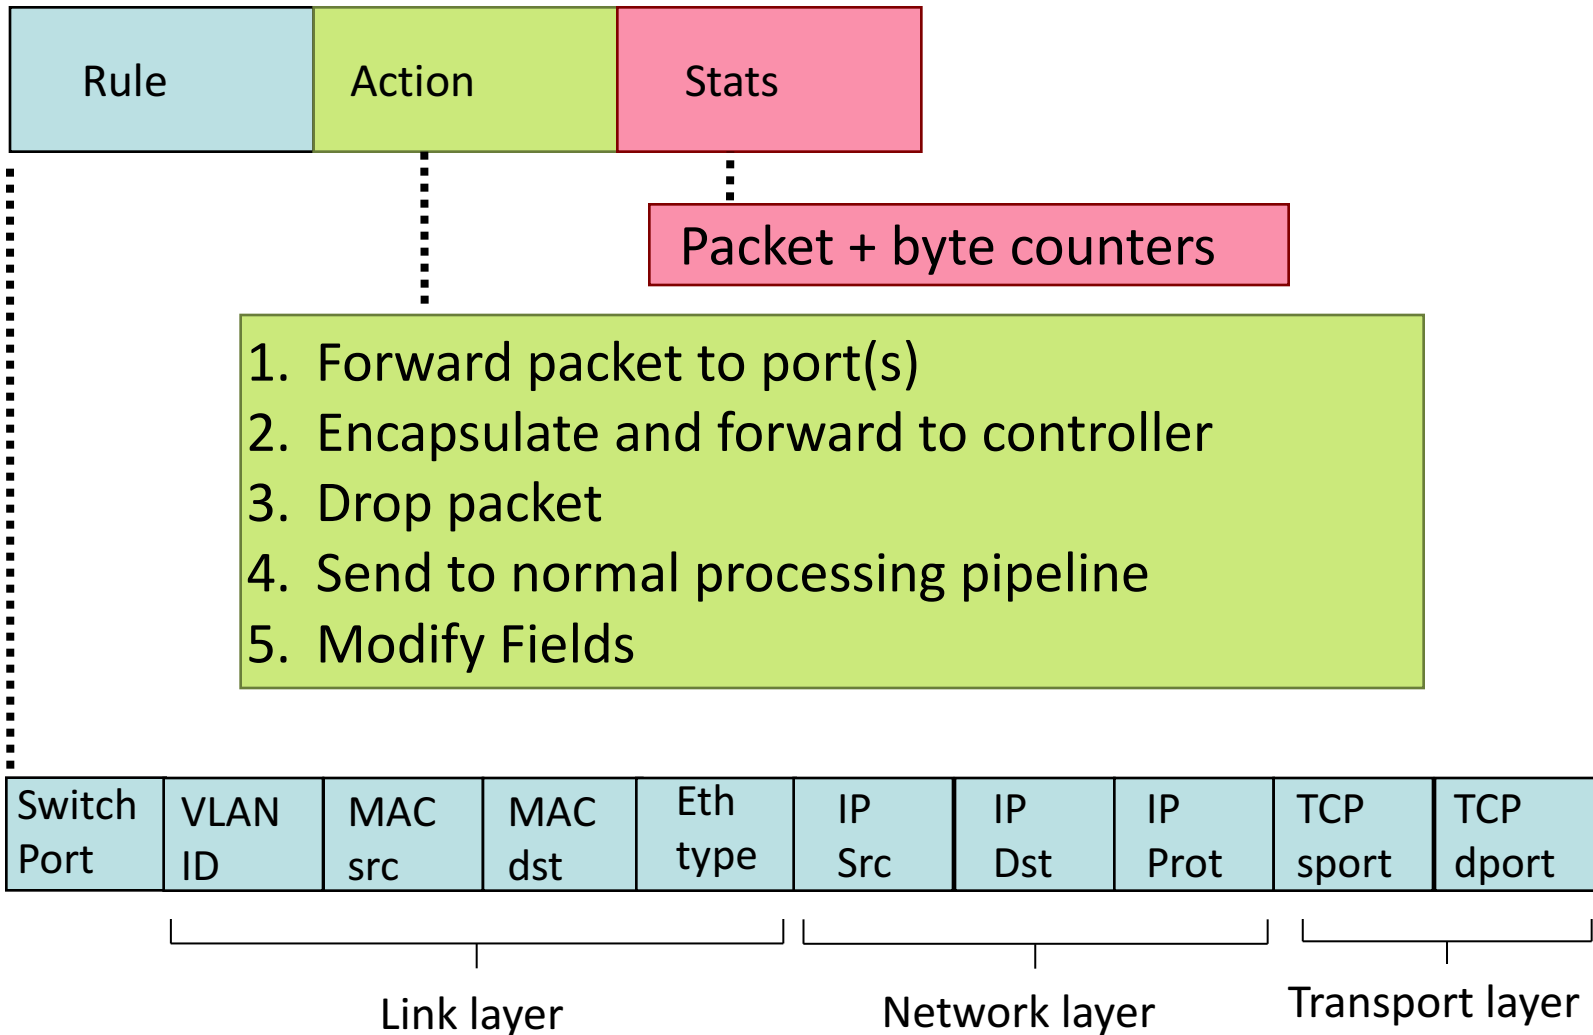 Rule
Action
Stats
Packet + byte counters
1. Forward packet to port(s)
2. Encapsulate and forward to controller
3. Drop packet
4. Send to normal processing pipeline
5. Modify Fields
Switch
Port
VLAN
ID
MAC
src
MAC
dst
Eth
type
IP
Src
IP
Dst
IP
Prot
TCP
sport
TCP
dport
Link layer
Network layer
Transport layer